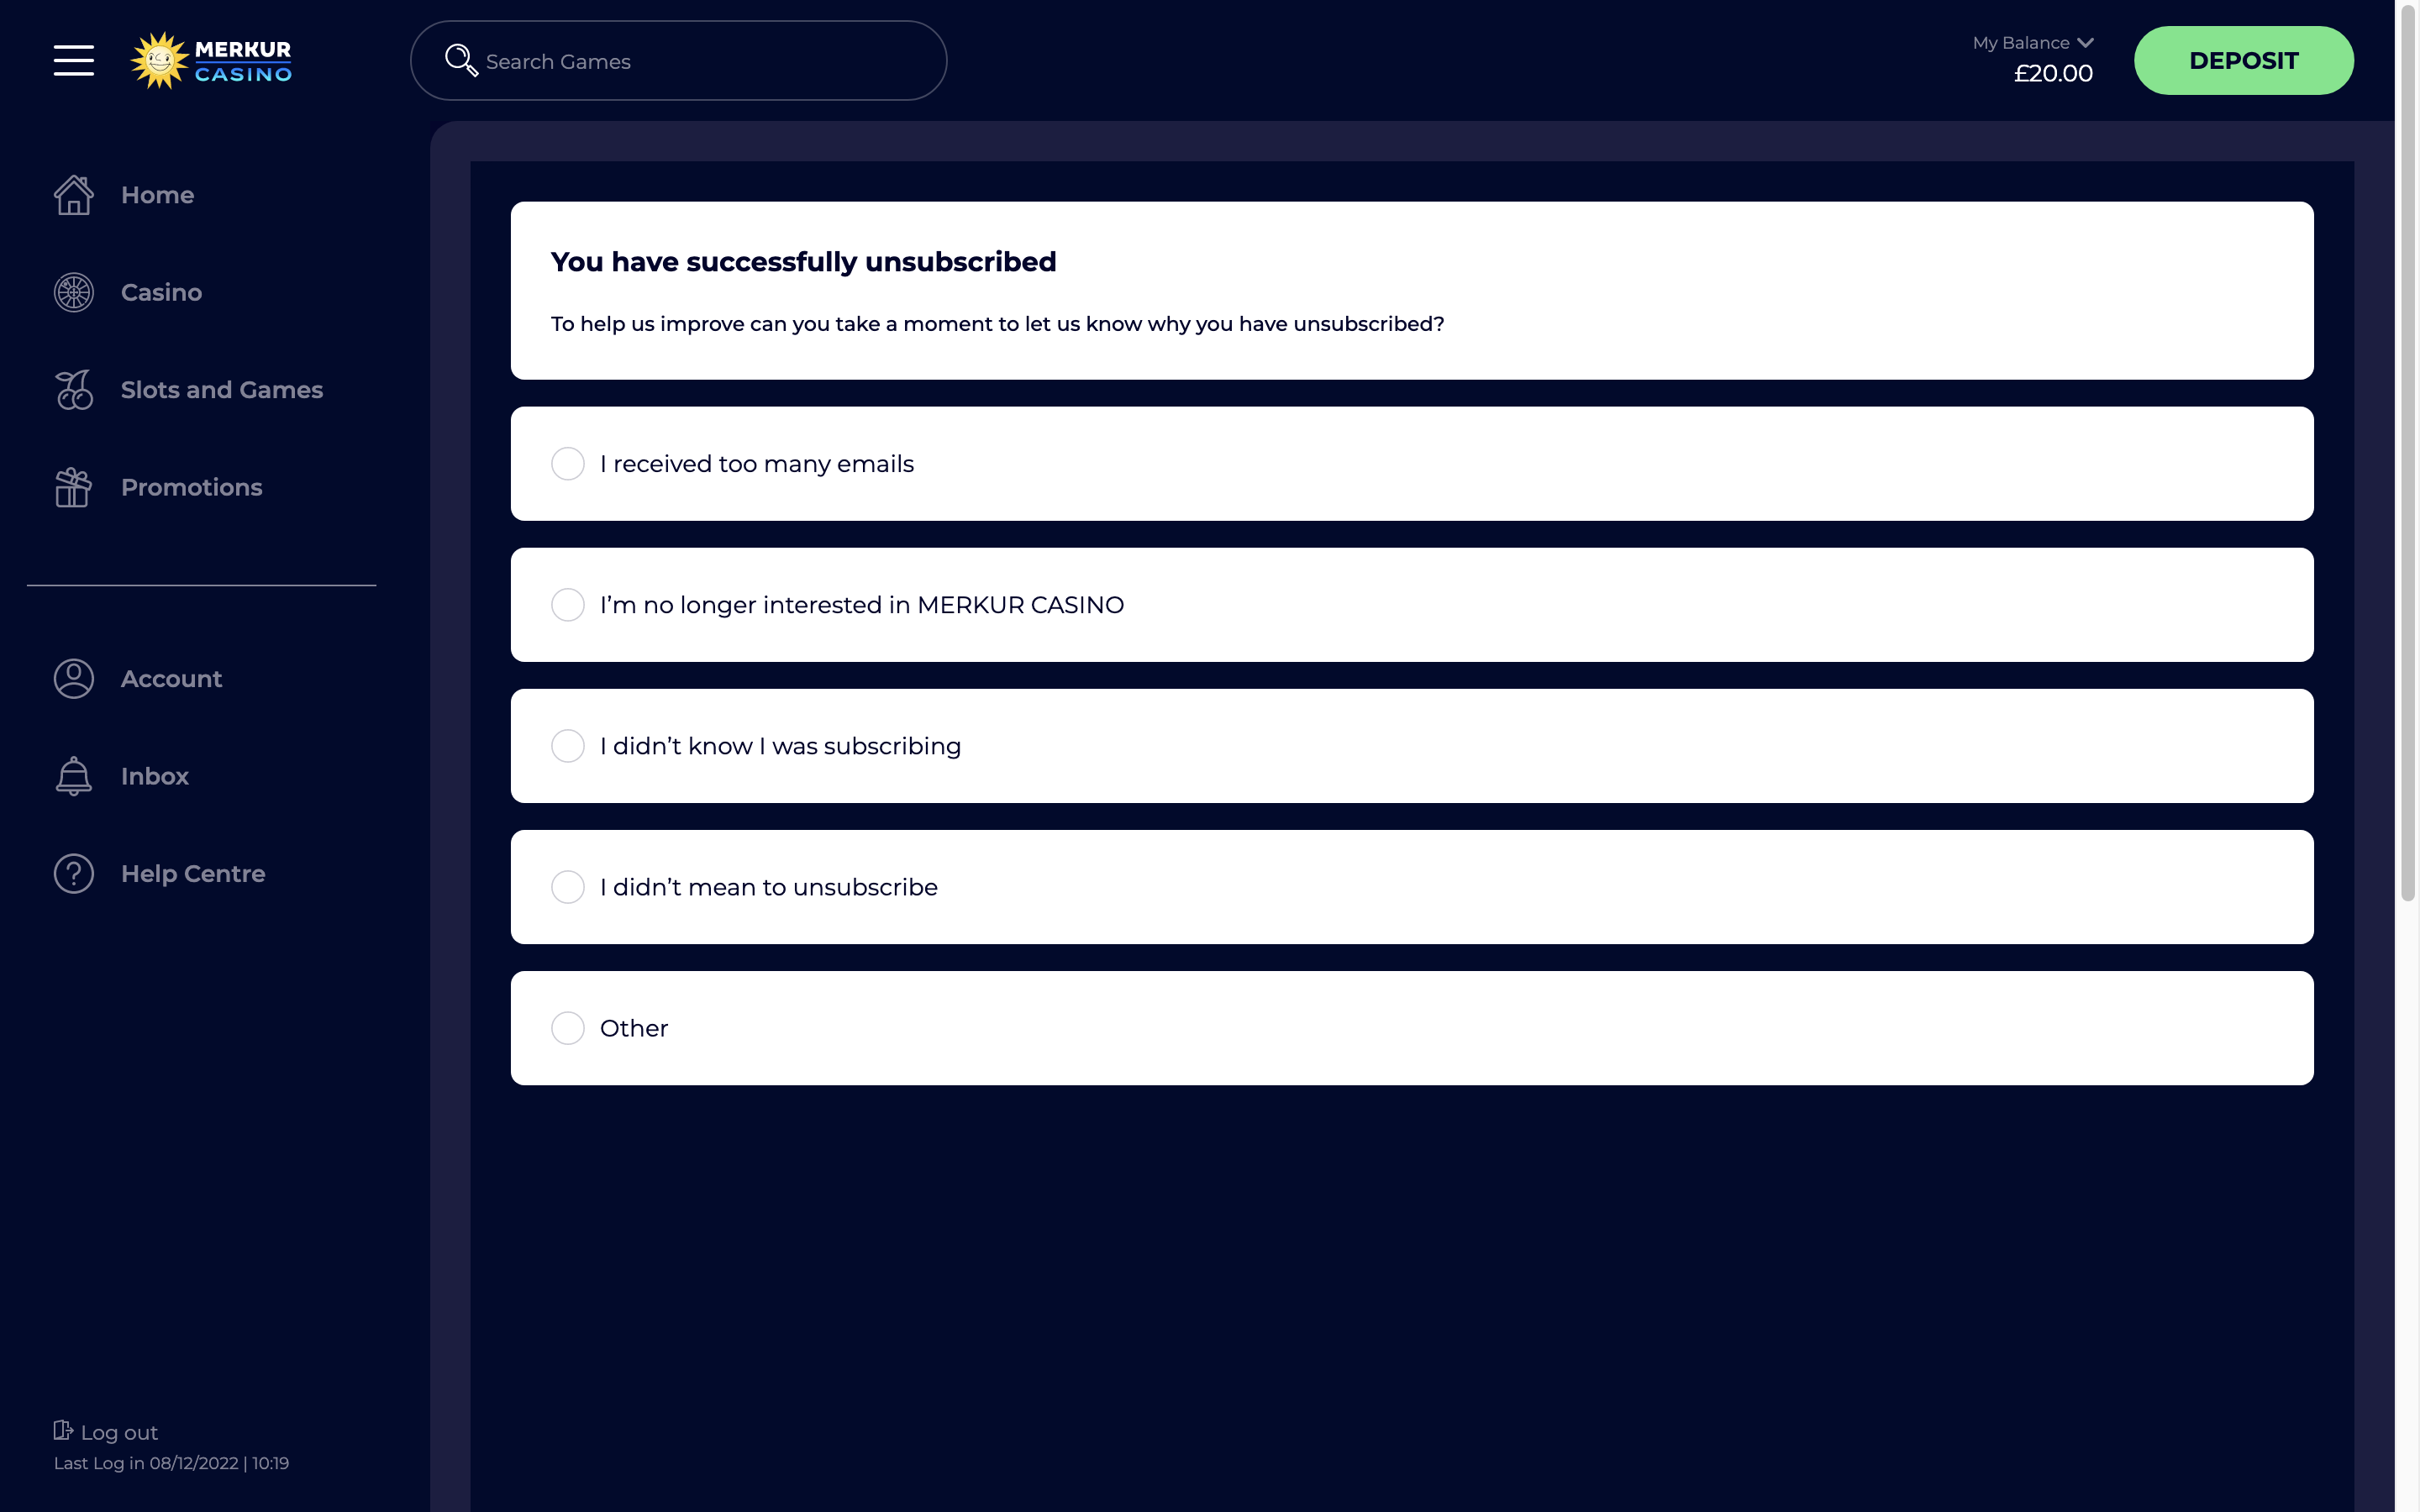 MERKUR
CASINO
Search Games
My Balance
£20.00
DEPOSIT
Home
Casino
Slots and Games
Promotions
Account
Inbox
Help Centre
Log out
Last Log in 08/12/2022 | 10:19
You have successfully unsubscribed
To help us improve can you take a moment to let us know why you have unsubscribed?
I received too many emails
I’m no longer interested in MERKUR CASINO
I didn’t know I was subscribing
I didn’t mean to unsubscribe
Other